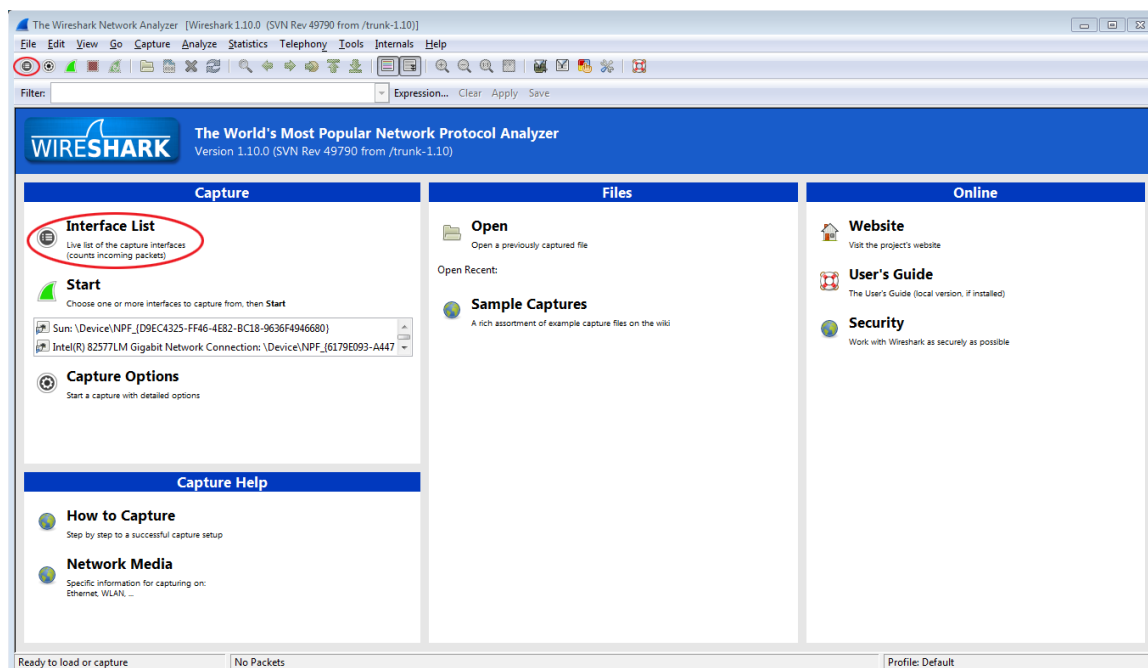 The Wireshark Network Analyzer [Wireshark 1.10.0 (SVN Rev 49790 from /trunk-1.10)]
File Edit View Go Capture Analyze Statistics Telephony Tools Internals Help
Filter: Expression... Clear Apply Save
WIRESHARK
The World's Most Popular Network Protocol Analyzer
Version 1.10.0 (SVN Rev 49790 from /trunk-1.10)
Capture
Interface List
Live list of the capture interfaces
(counts incoming packets)
Start
Choose one or more interfaces to capture from, then Start
Sun: \Device\NPF_{D9EC4325-FF46-4E82-BC18-9636F4946680}
Intel(R) 82577LM Gigabit Network Connection: \Device\NPF_{6179E093-A447
Capture Options
Start a capture with detailed options
Capture Help
How to Capture
Step by step to a successful capture setup
Network Media
Specific information for capturing on:
Ethernet, WLAN, ...
Files
Open
Open a previously captured file
Open Recent:
Sample Captures
A rich assortment of example capture files on the wiki
Online
Website
Visit the project's website
User's Guide
The User's Guide (local version, if installed)
Security
Work with Wireshark as securely as possible
Ready to load or capture
No Packets
Profile: Default